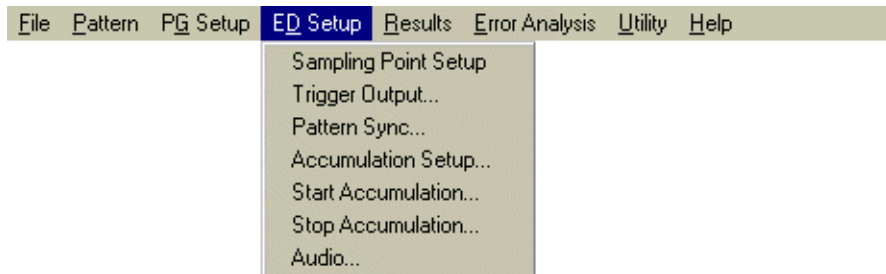 File Pattern PG Setup ED Setup Results Error Analysis Utility Help
Sampling Point Setup
Trigger Output...
Pattern Sync...
Accumulation Setup...
Start Accumulation...
Stop Accumulation...
Audio...